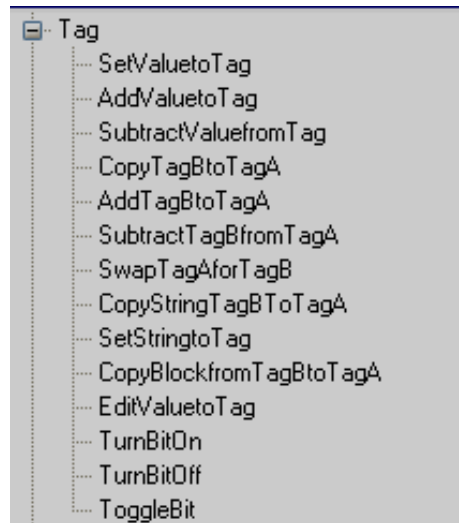 Tag
SetValuetoTag
AddValuetoTag
SubtractValuefromTag
CopyTagBtoTagA
AddTagBtoTagA
SubtractTagBfromTagA
SwapTagAforTagB
CopyStringTagBToTagA
SetStringtoTag
CopyBlockfromTagBtoTagA
EditValuetoTag
TurnBitOn
TurnBitOff
ToggleBit